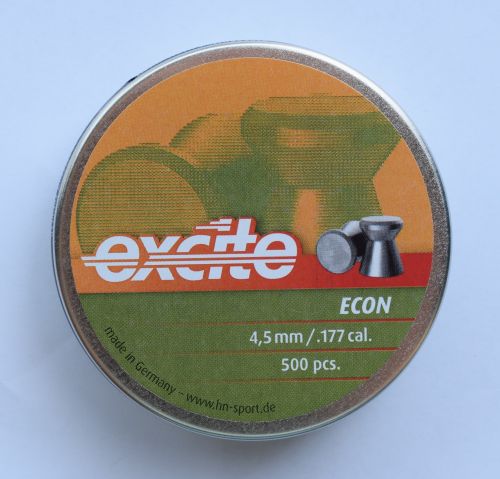 excite
ECON
4,5 mm / .177 cal.
500 pcs.
made in Germany – www.hn-sport.de